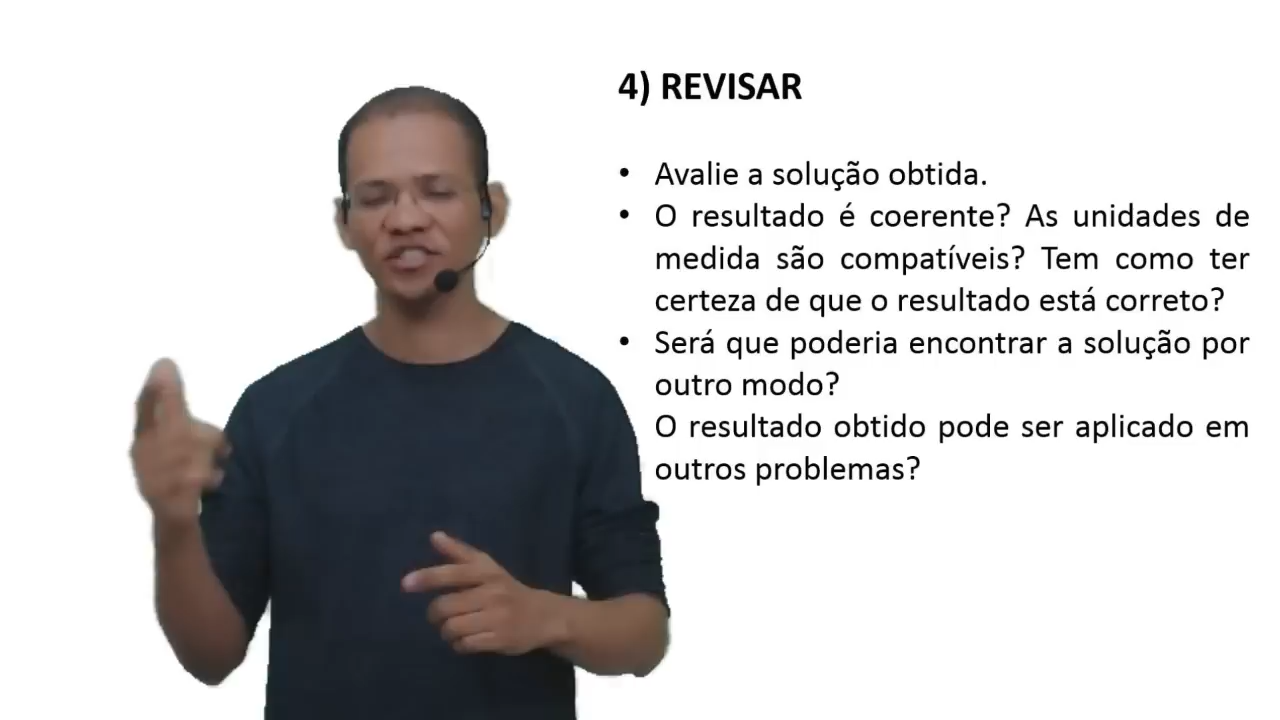 4) REVISAR
• Avalie a solução obtida.
• O resultado é coerente? As unidades de
medida são compatíveis? Tem como ter
certeza de que o resultado está correto?
• Será que poderia encontrar a solução por
outro modo?
O resultado obtido pode ser aplicado em
outros problemas?